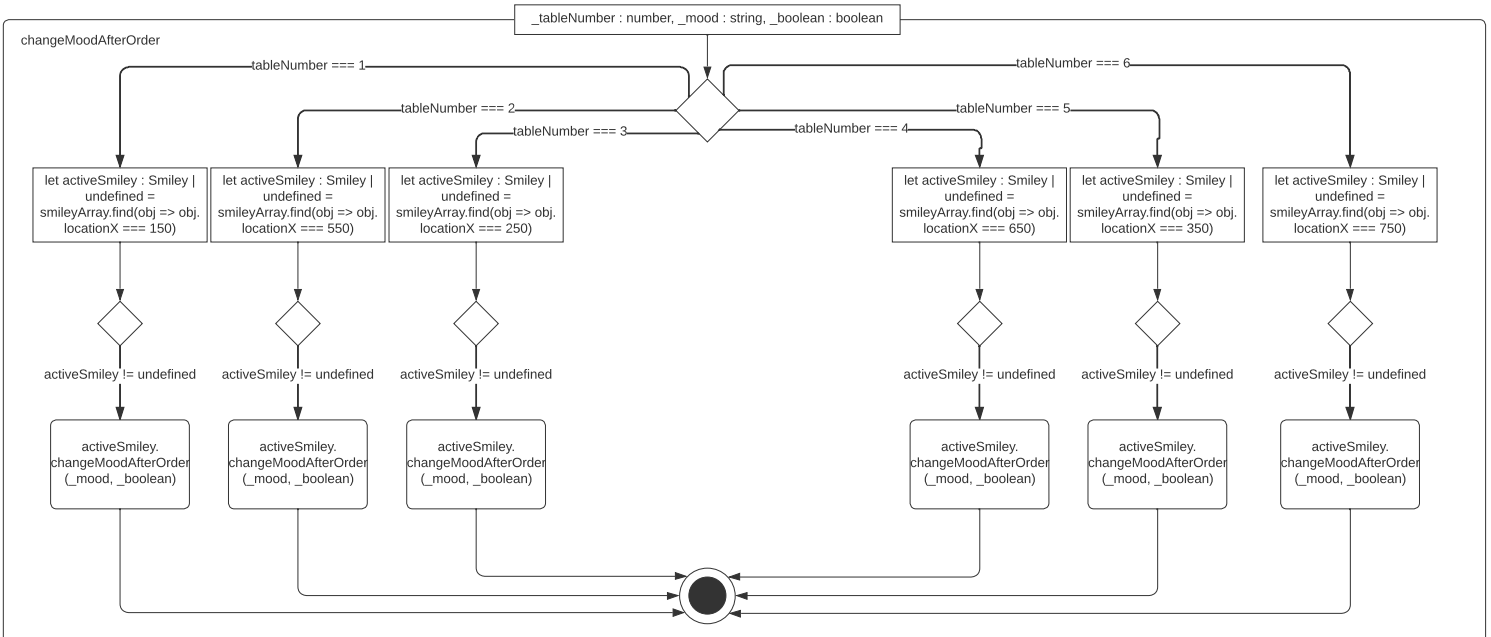 _tableNumber : number, _mood : string, _boolean : boolean
changeMoodAfterOrder
tableNumber === 1
tableNumber === 6
tableNumber === 2
tableNumber === 5
tableNumber === 3
tableNumber === 4
let activeSmiley : Smiley |
undefined =
smileyArray.find(obj => obj.
locationX === 150)
let activeSmiley : Smiley |
undefined =
smileyArray.find(obj => obj.
locationX === 550)
let activeSmiley : Smiley |
undefined =
smileyArray.find(obj => obj.
locationX === 250)
let activeSmiley : Smiley |
undefined =
smileyArray.find(obj => obj.
locationX === 650)
let activeSmiley : Smiley |
undefined =
smileyArray.find(obj => obj.
locationX === 350)
let activeSmiley : Smiley |
undefined =
smileyArray.find(obj => obj.
locationX === 750)
activeSmiley != undefined
activeSmiley != undefined
activeSmiley != undefined
activeSmiley != undefined
activeSmiley != undefined
activeSmiley != undefined
activeSmiley.
changeMoodAfterOrder
(_mood, _boolean)
activeSmiley.
changeMoodAfterOrder
(_mood, _boolean)
activeSmiley.
changeMoodAfterOrder
(_mood, _boolean)
activeSmiley.
changeMoodAfterOrder
(_mood, _boolean)
activeSmiley.
changeMoodAfterOrder
(_mood, _boolean)
activeSmiley.
changeMoodAfterOrder
(_mood, _boolean)